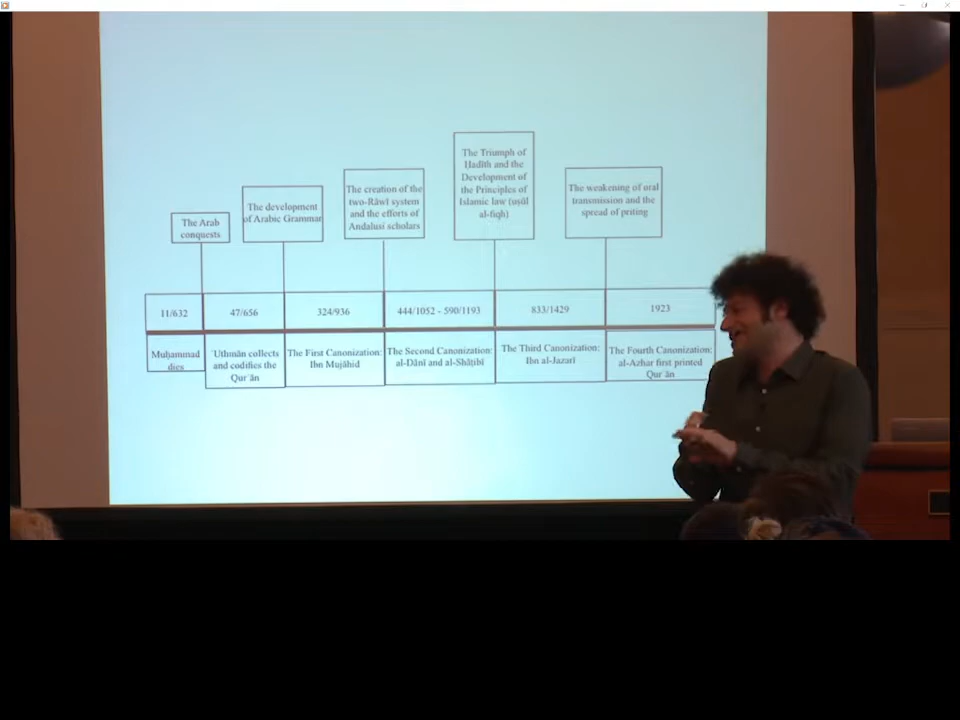 The Arab
conquests
The development
of Arabic Grammar
The creation of the
two-Rāwī system
and the efforts of
Andalusi scholars
The Triumph of
Ḥadīth and the
Development of
the Principles of
Islamic law (uṣūl
al-fiqh)
The weakening of oral
transmission and the
spread of priting
11/632
47/656
324/936
444/1052 - 590/1193
833/1429
1923
Muḥammad
dies
ʿUthmān collects
and codifies the
Qurʾān
The First Canonization:
Ibn Mujāhid
The Second Canonization:
al-Dānī and al-Shāṭibī
The Third Canonization:
Ibn al-Jazarī
The Fourth Canonization:
al-Azhar first printed
Qurʾān